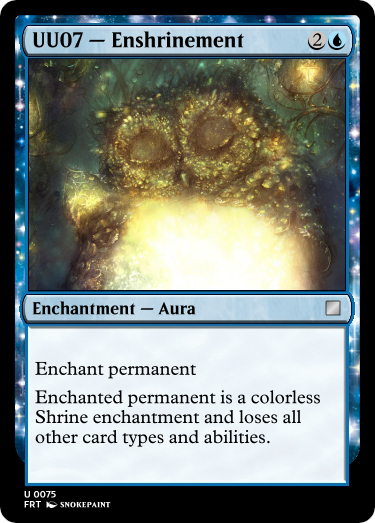 UU07 — Enshrinement 2
Enchantment — Aura
Enchant permanent
Enchanted permanent is a colorless
Shrine enchantment and loses all
other card types and abilities.
U 0075
FRT SNOKEPAINT